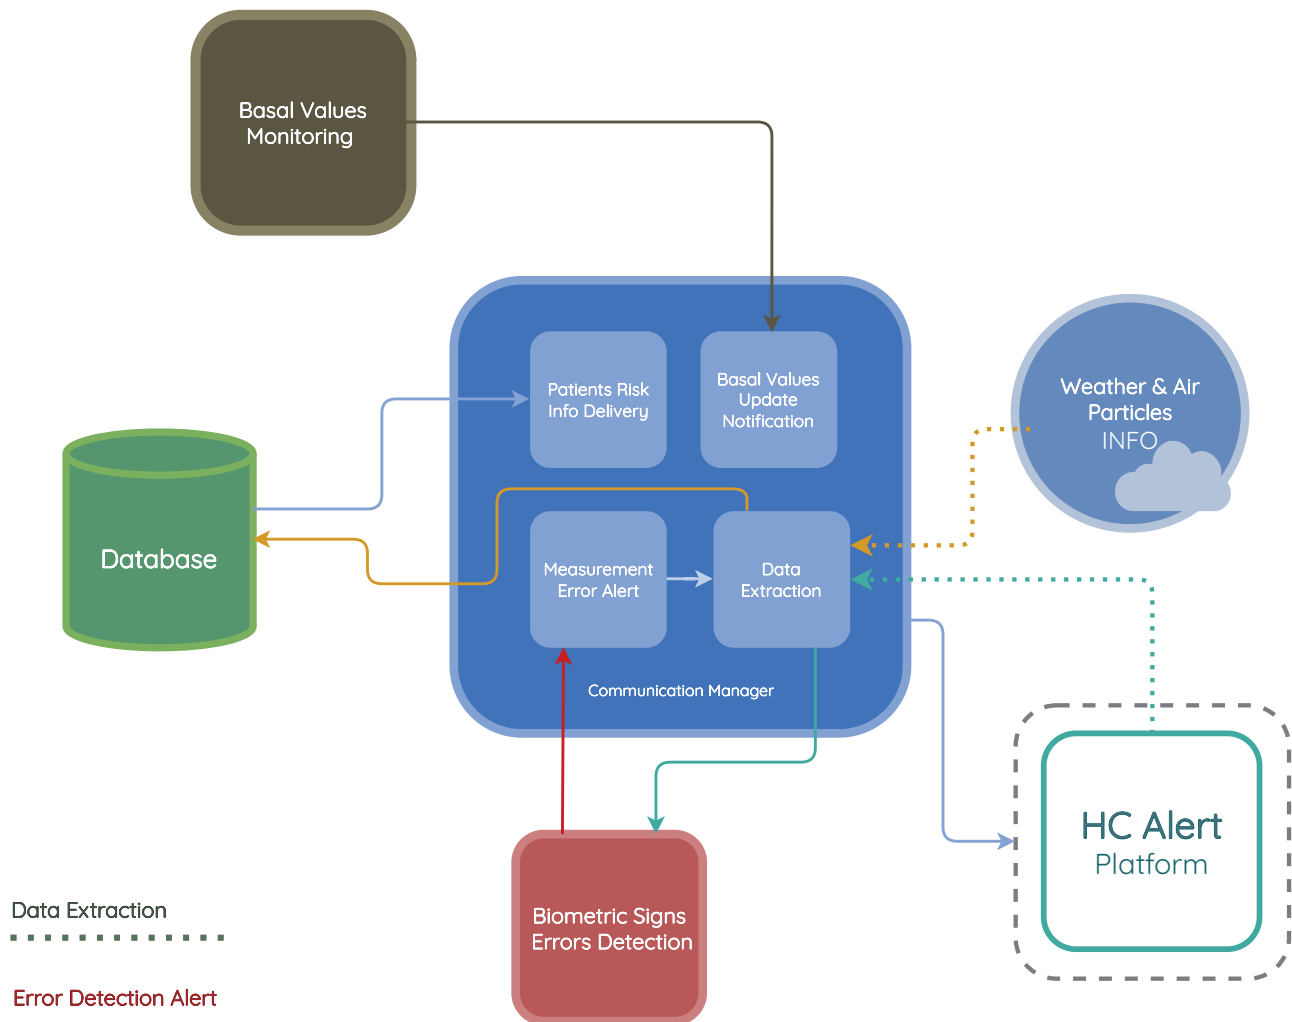 Basal Values
Monitoring
Patients Risk
Info Delivery
Basal Values
Update
Notification
Weather & Air
Particles
INFO
Database
Measurement
Error Alert
Data
Extraction
Communication Manager
HC Alert
Platform
Biometric Signs
Errors Detection
Data Extraction
Error Detection Alert